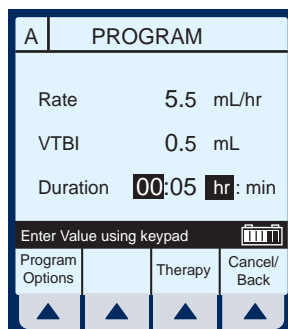 A PROGRAM
Rate 5.5 mL/hr
VTBI 0.5 mL
Duration 00:05 hr : min
Enter Value using keypad
Program Options
Therapy
Cancel/ Back